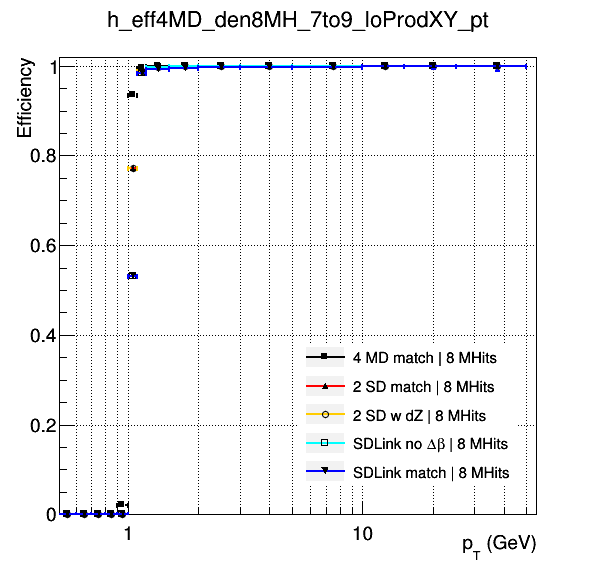 h_eff4MD_den8MH_7to9_loProdXY_pt
Efficiency
1
0.8
0.6
0.4
0.2
0
4 MD match | 8 MHits
2 SD match | 8 MHits
2 SD w dZ | 8 MHits
SDLink no Δβ | 8 MHits
SDLink match | 8 MHits
1
10
p_T (GeV)